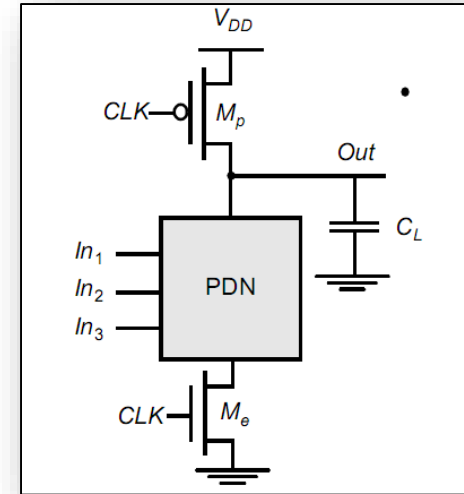 V_DD
CLK
M_p
Out
C_L
In_1
In_2
In_3
PDN
CLK
M_e